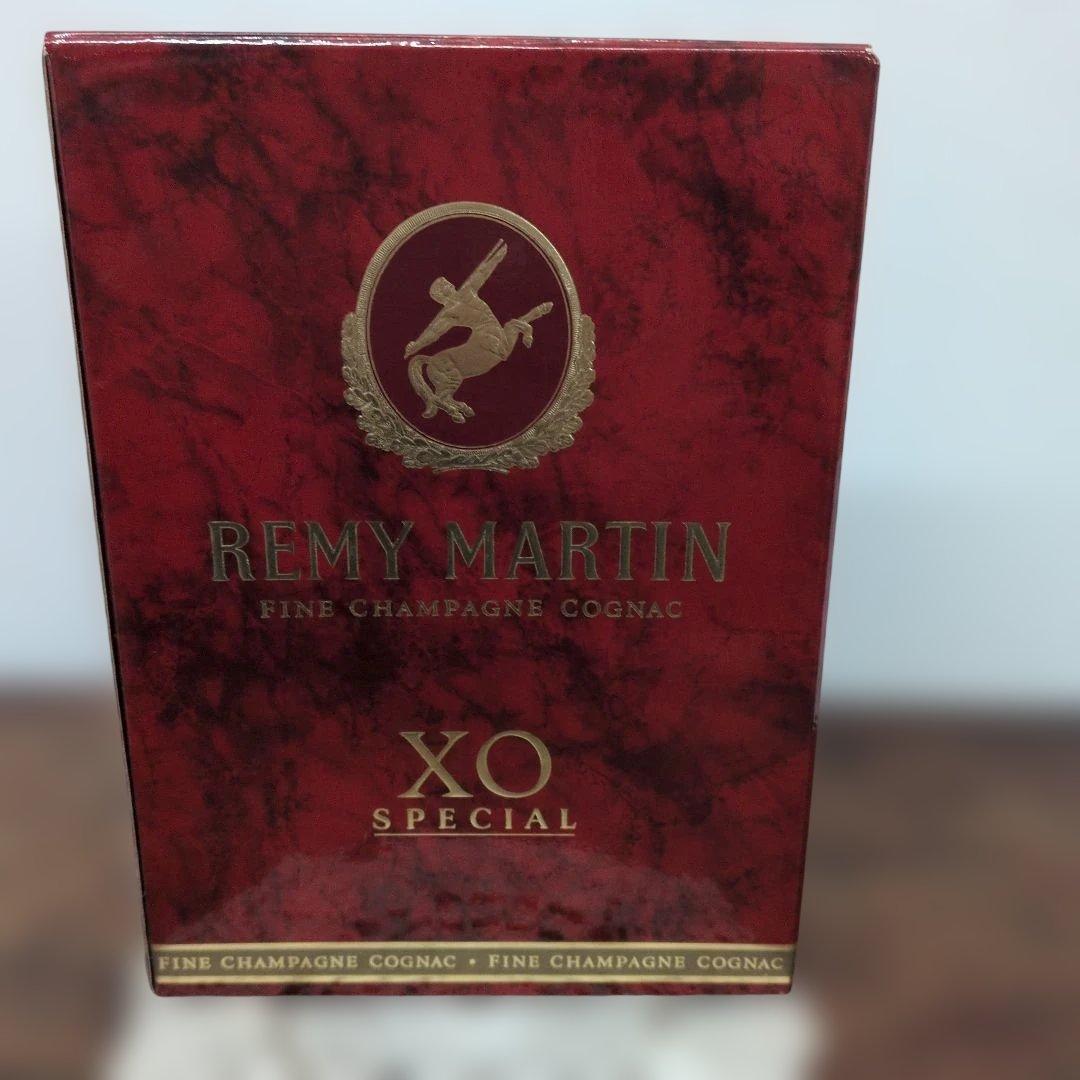 REMY MARTIN
FINE CHAMPAGNE COGNAC
XO
SPECIAL
FINE CHAMPAGNE COGNAC • FINE CHAMPAGNE COGNAC